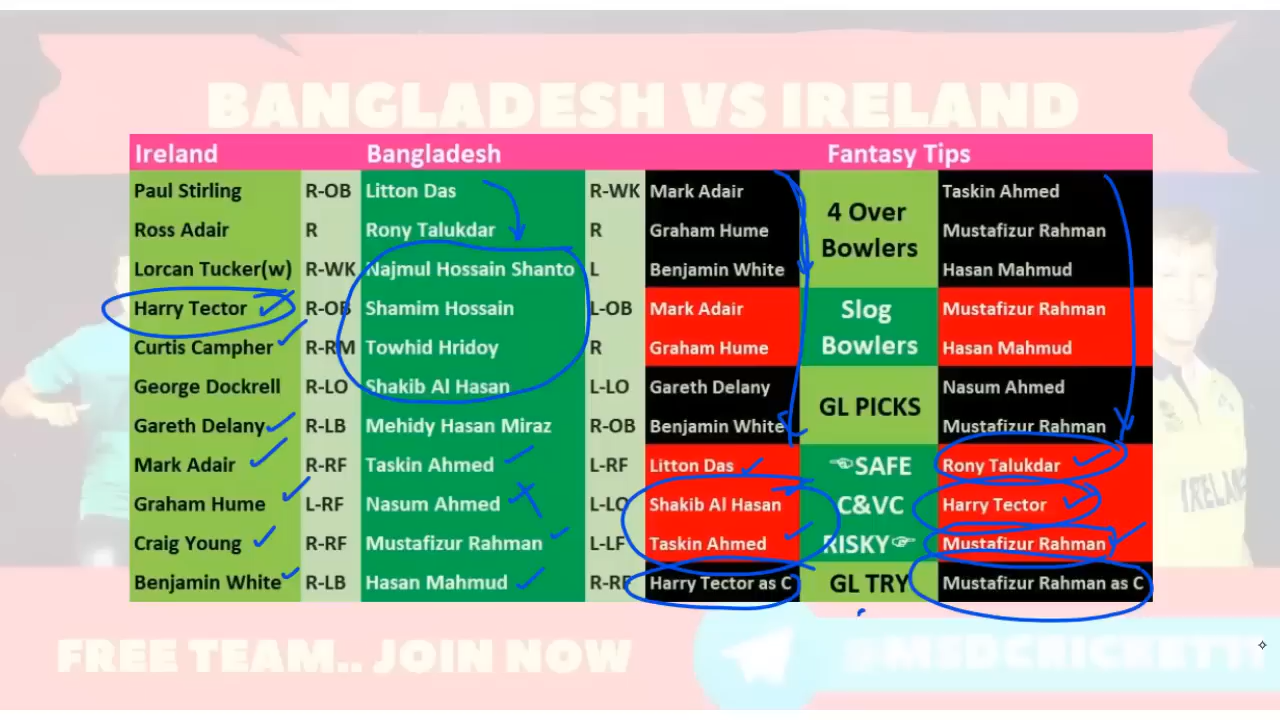 BANGLADESH VS IRELAND
Ireland Bangladesh Fantasy Tips
Paul Stirling R-OB Litton Das R-WK Mark Adair 4 Over Bowlers Taskin Ahmed
Ross Adair R Rony Talukdar R Graham Hume Mustafizur Rahman
Lorcan Tucker(w) R-WK Najmul Hossain Shanto L Benjamin White Hasan Mahmud
Harry Tector R-OB Shamim Hossain L-OB Mark Adair Slog Bowlers Mustafizur Rahman
Curtis Campher R-RM Towhid Hridoy R Graham Hume Hasan Mahmud
George Dockrell R-LO Shakib Al Hasan L-LO Gareth Delany GL PICKS Nasum Ahmed
Gareth Delany R-LB Mehidy Hasan Miraz R-OB Benjamin White Mustafizur Rahman
Mark Adair R-RF Taskin Ahmed L-RF Litton Das ☜SAFE Rony Talukdar
Graham Hume L-RF Nasum Ahmed L-LO Shakib Al Hasan C&VC Harry Tector
Craig Young R-RF Mustafizur Rahman L-LF Taskin Ahmed RISKY☞ Mustafizur Rahman
Benjamin White R-LB Hasan Mahmud R-RF Harry Tector as C GL TRY Mustafizur Rahman as C
IRELAN
FREE TEAM.. JOIN NOW